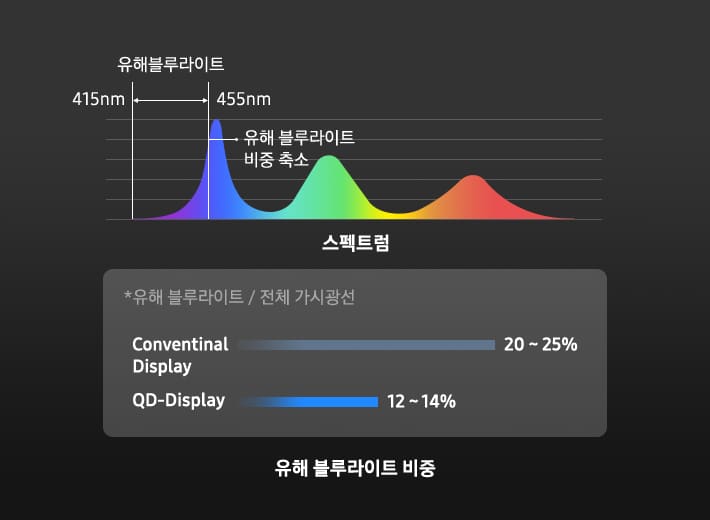 유해블루라이트
415nm
455nm
유해 블루라이트
비중 축소
스펙트럼
*유해 블루라이트 / 전체 가시광선
Conventinal
Display
20 ~ 25%
QD-Display
12 ~ 14%
유해 블루라이트 비중